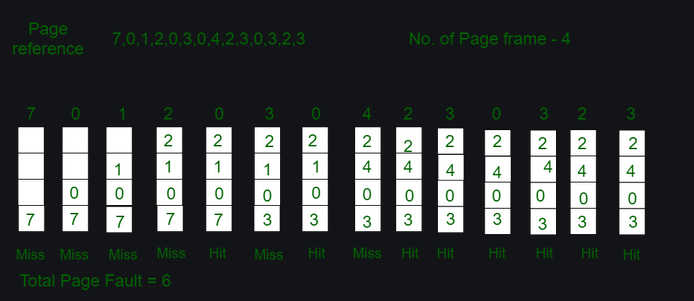 Page
reference
7,0,1,2,0,3,0,4,2,3,0,3,2,3
No. of Page frame - 4
7 0 1 2 0 3 0 4 2 3 0 3 2 3
2 2 2 2 2 2 2 2 2 2 2
1 1 1 1 1 4 4 4 4 4 4 4
0 0 0 0 0 0 0 0 0 0 0 0 0
7 7 7 7 7 3 3 3 3 3 3 3 3 3
Miss Miss Miss Miss Hit Miss Hit Miss Hit Hit Hit Hit Hit Hit
Total Page Fault = 6